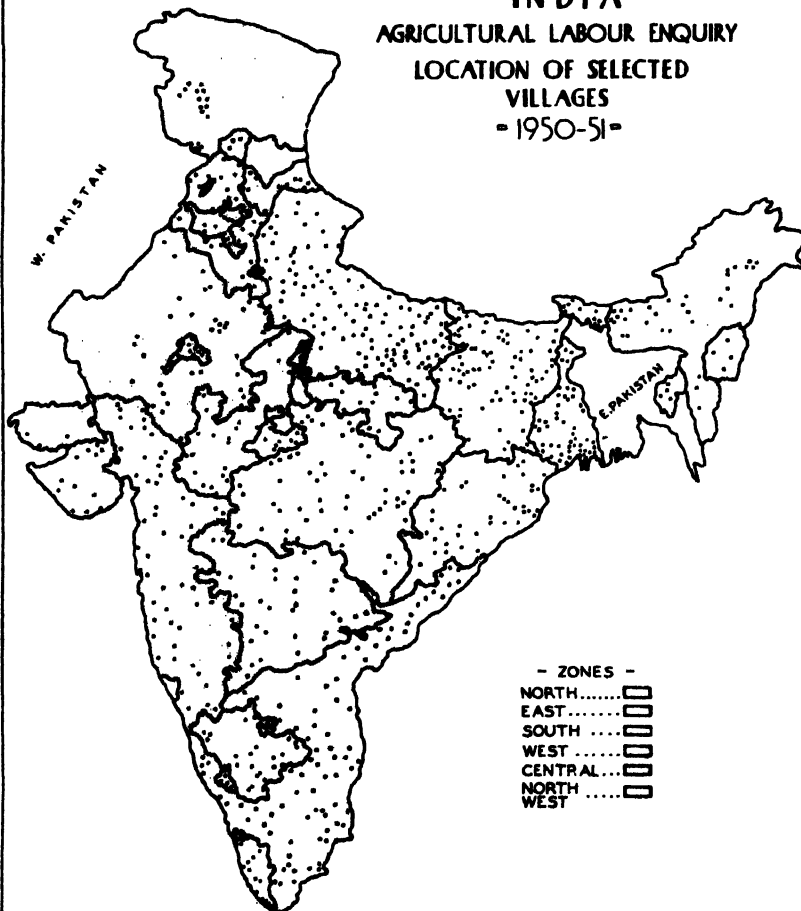 INDIA
AGRICULTURAL LABOUR ENQUIRY
LOCATION OF SELECTED
VILLAGES
- 1950-51 -
W. PAKISTAN
E. PAKISTAN
- ZONES -
NORTH.......
EAST.......
SOUTH ....
WEST ......
CENTRAL...
NORTH .....
WEST